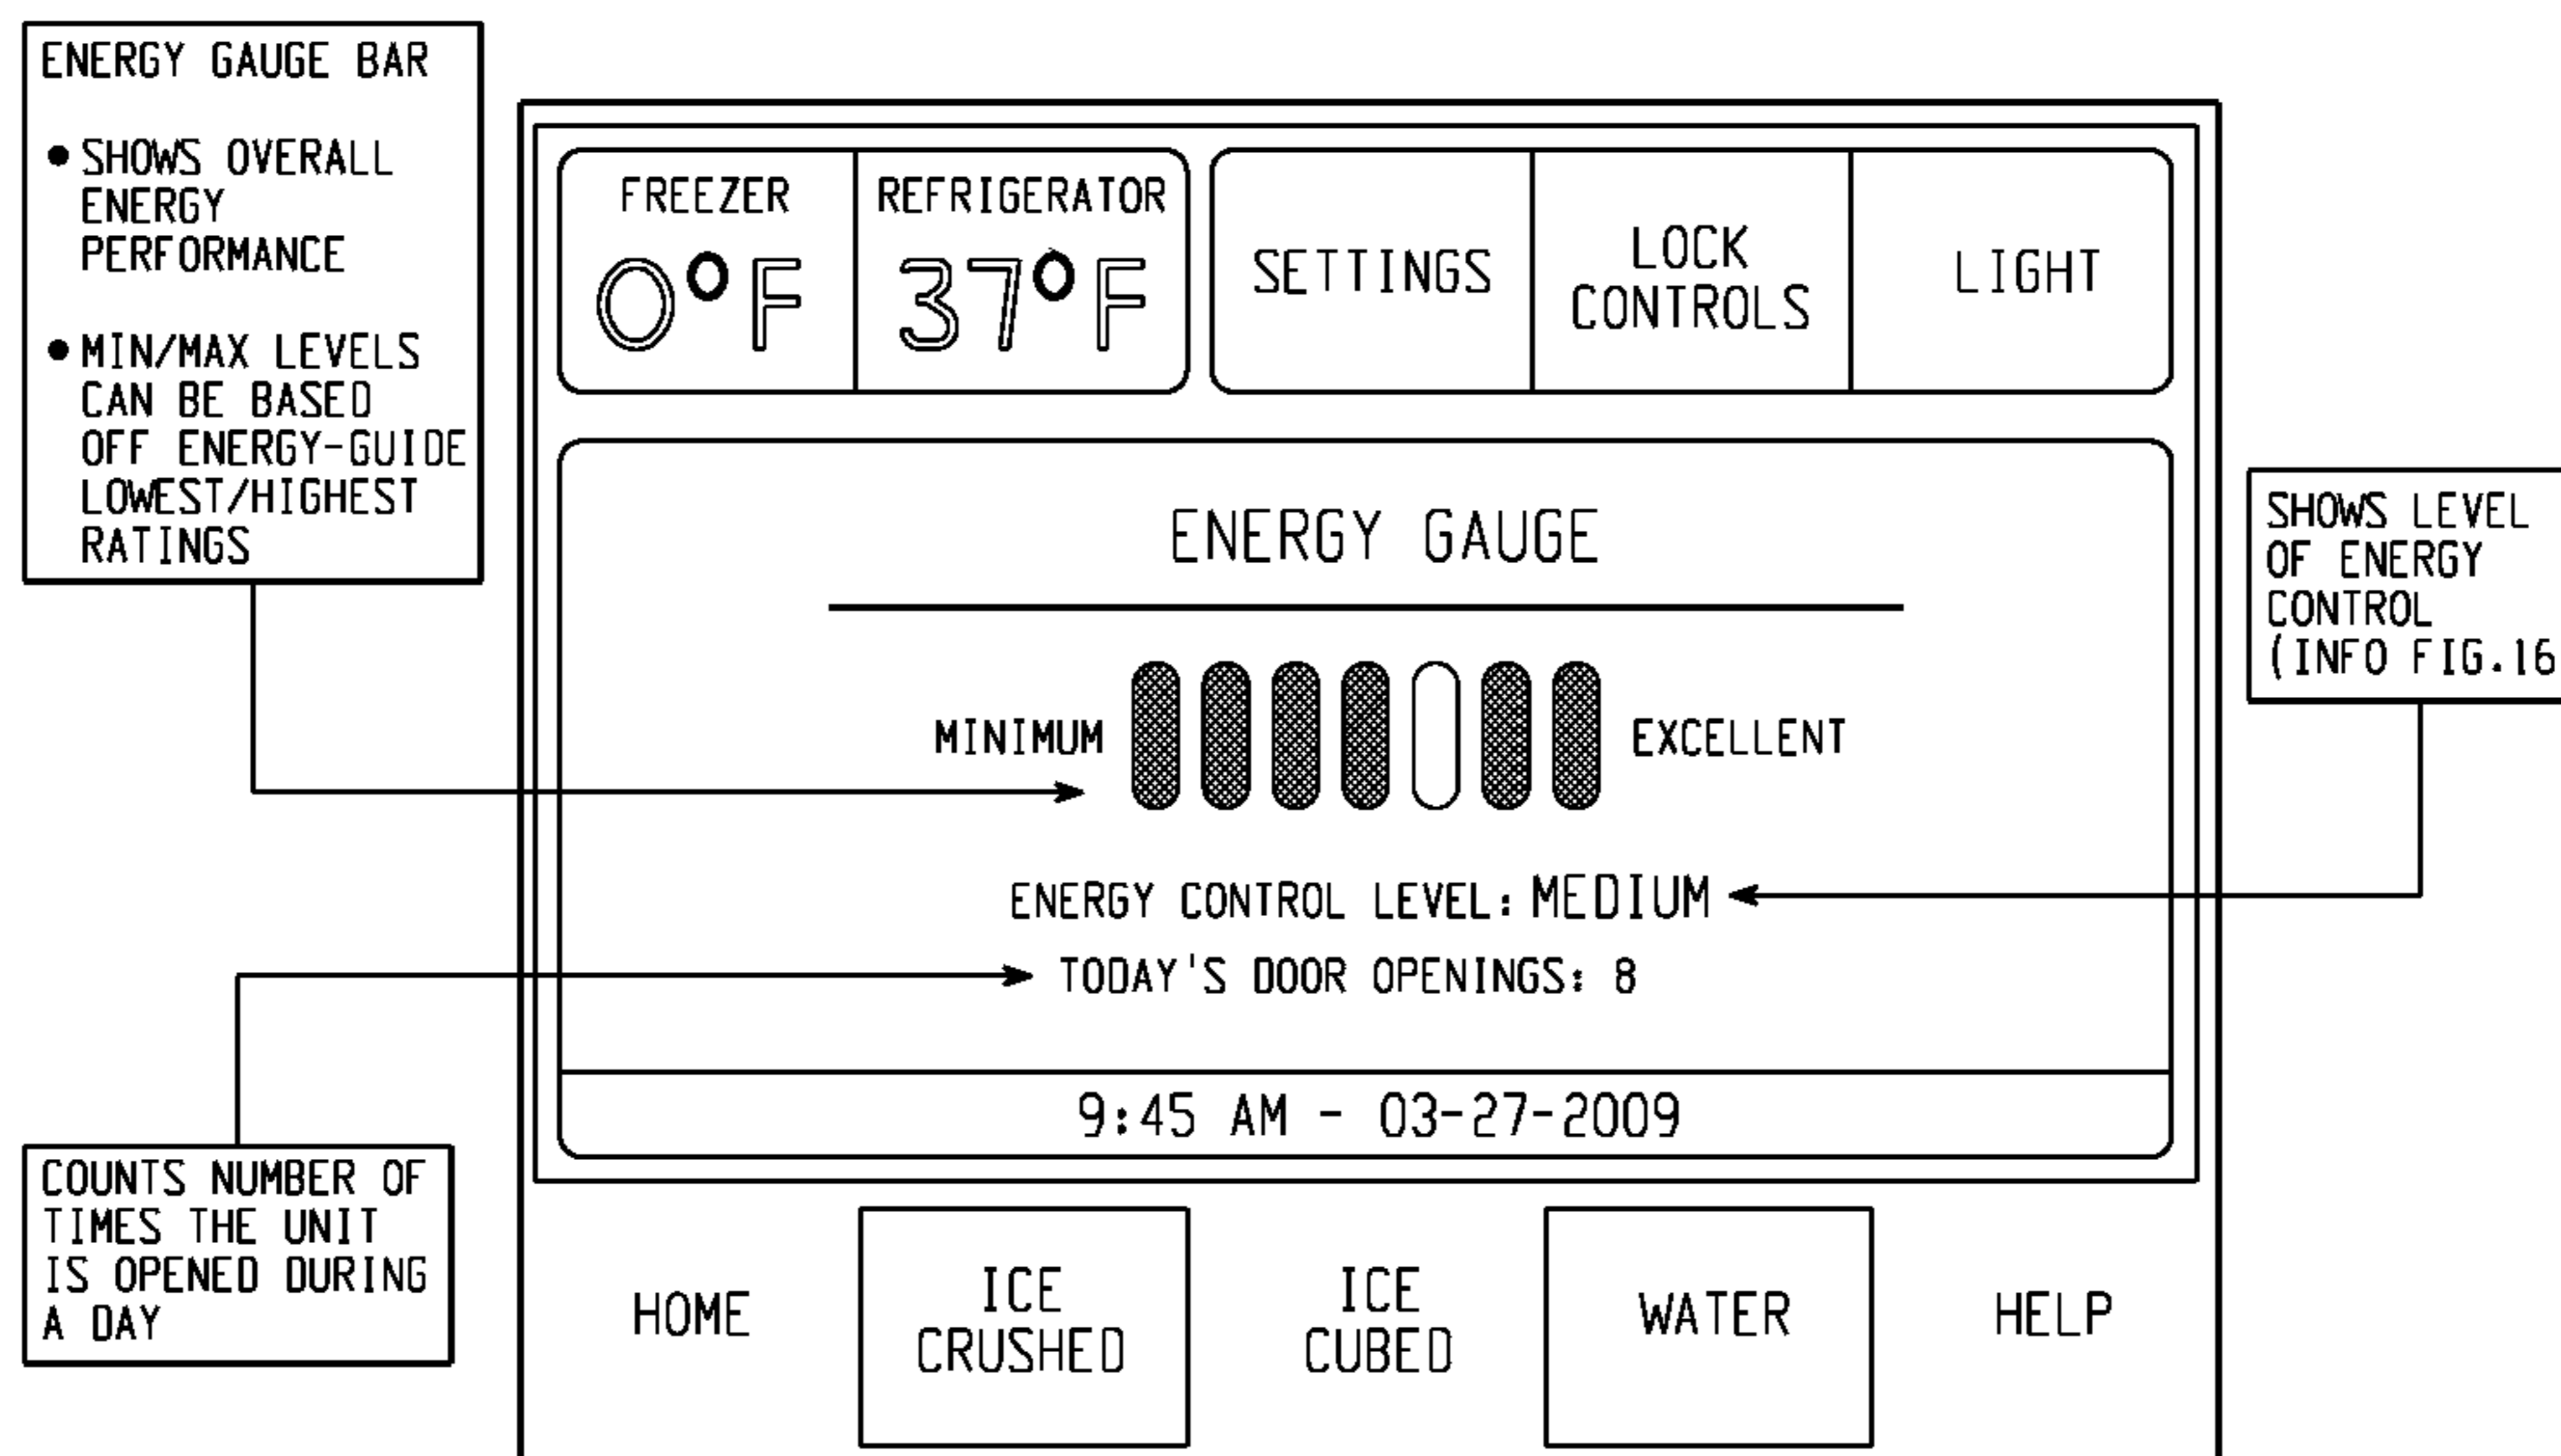 ENERGY GAUGE BAR
● SHOWS OVERALL
ENERGY
PERFORMANCE
● MIN/MAX LEVELS
CAN BE BASED
OFF ENERGY-GUIDE
LOWEST/HIGHEST
RATINGS
FREEZER
0°F
REFRIGERATOR
37°F
SETTINGS
LOCK
CONTROLS
LIGHT
ENERGY GAUGE
MINIMUM
EXCELLENT
ENERGY CONTROL LEVEL: MEDIUM
TODAY'S DOOR OPENINGS: 8
9:45 AM - 03-27-2009
SHOWS LEVEL
OF ENERGY
CONTROL
(INFO FIG.16
COUNTS NUMBER OF
TIMES THE UNIT
IS OPENED DURING
A DAY
HOME
ICE
CRUSHED
ICE
CUBED
WATER
HELP